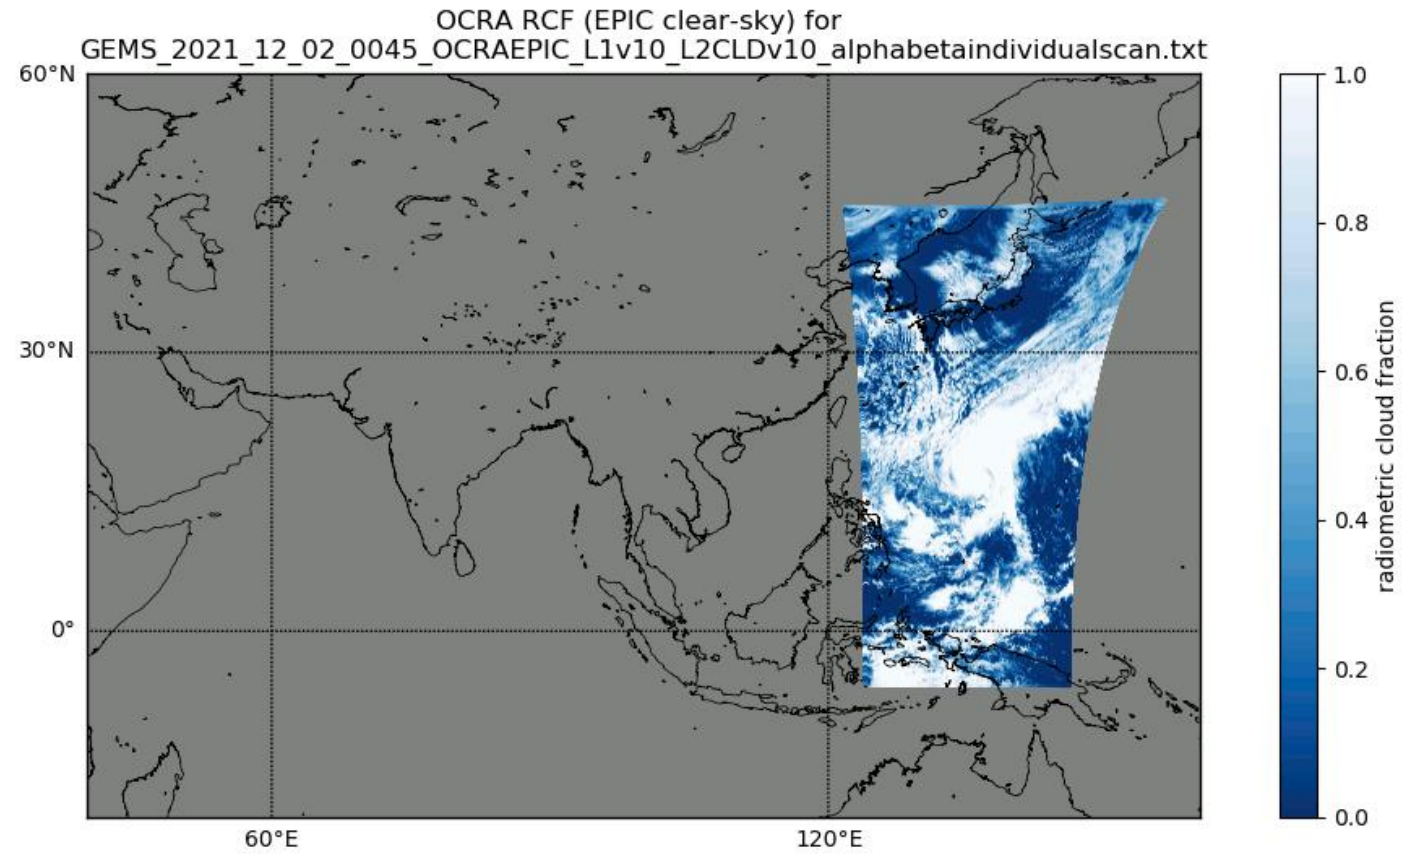 OCRA RCF (EPIC clear-sky) for
GEMS_2021_12_02_0045_OCRAEPIC_L1v10_L2CLDv10_alphabetaindividualscan.txt
60°N
30°N
0°
60°E
120°E
1.0
0.8
0.6
0.4
0.2
0.0
radiometric cloud fraction